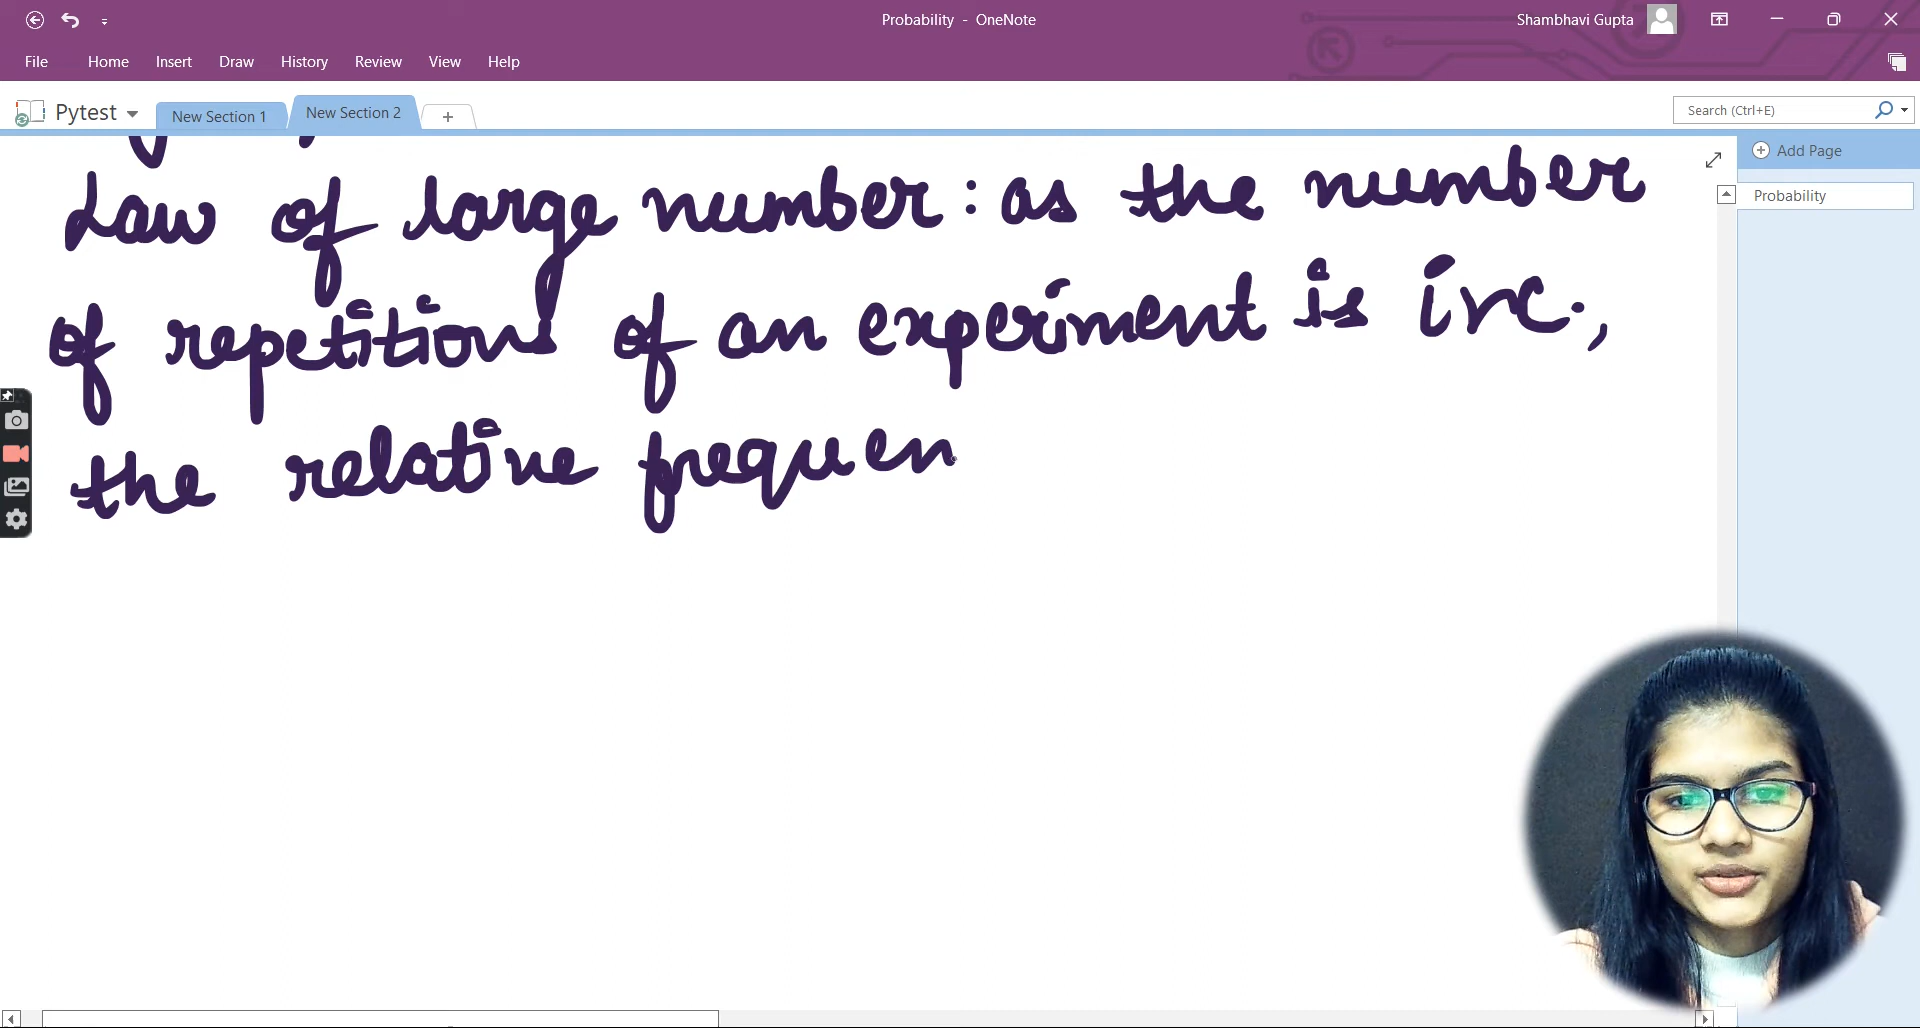 Probability - OneNote
Shambhavi Gupta
File Home Insert Draw History Review View Help
Pytest
New Section 1
New Section 2
+
Search (Ctrl+E)
Add Page
Probability
Law of large number : as the number
of repetitions of an experiment is inc.,
the relative frequen